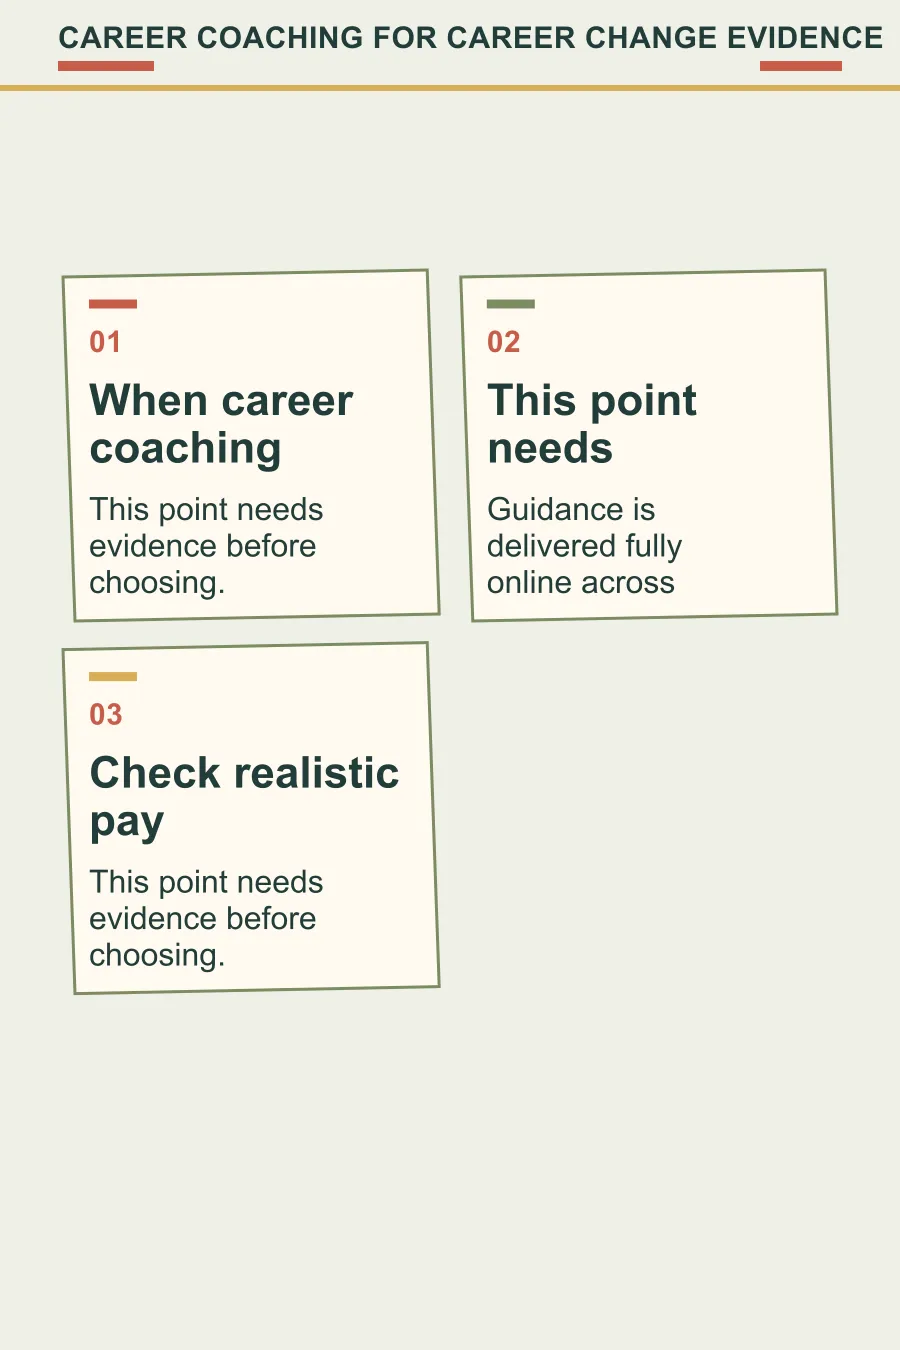 CAREER COACHING FOR CAREER CHANGE EVIDENCE
01
When career
coaching
This point needs
evidence before
choosing.
02
This point
needs
Guidance is
delivered fully
online across
03
Check realistic
pay
This point needs
evidence before
choosing.